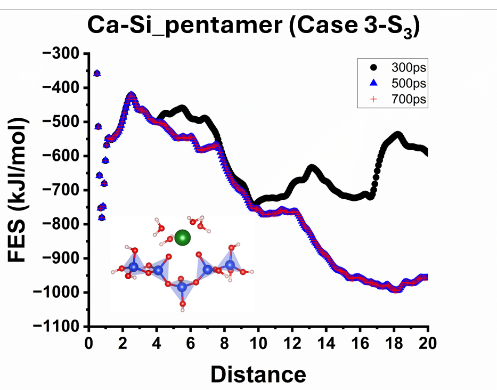 Ca-Si_pentamer (Case 3-S₃)
FES (kJl/mol)
−300
−400
−500
−600
−700
−800
−900
−1000
−1100
300ps
500ps
700ps
0 2 4 6 8 10 12 14 16 18 20
Distance